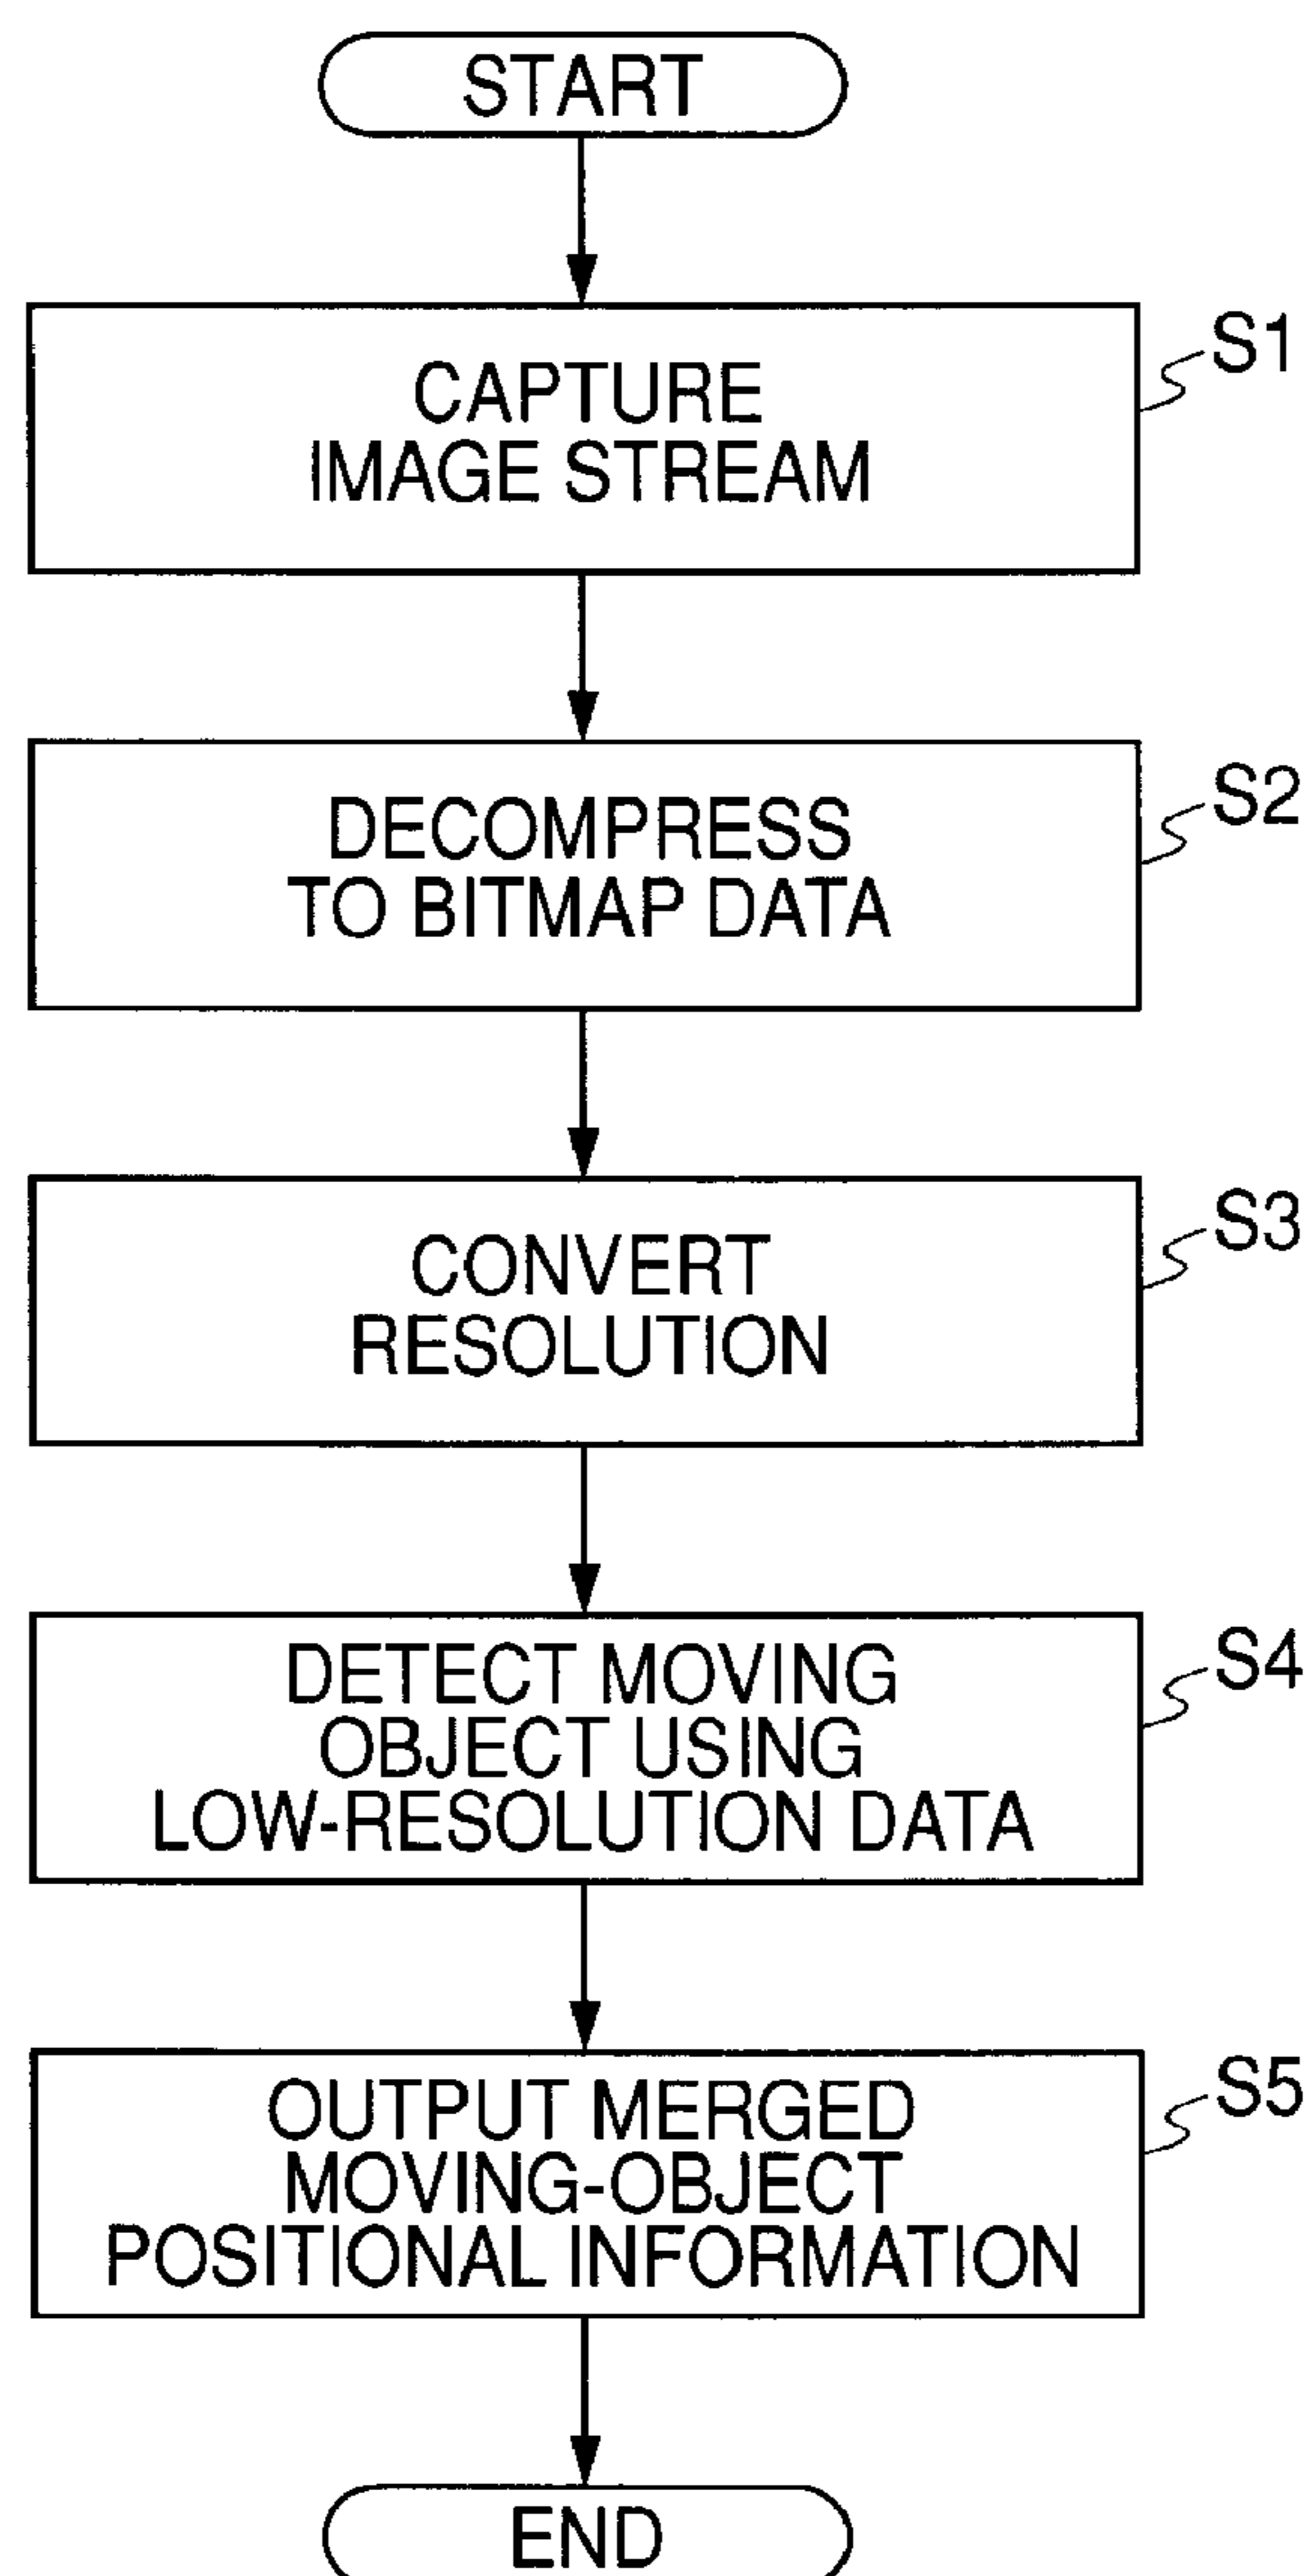 START
CAPTURE
IMAGE STREAM
S1
DECOMPRESS
TO BITMAP DATA
S2
CONVERT
RESOLUTION
S3
DETECT MOVING
OBJECT USING
LOW-RESOLUTION DATA
S4
OUTPUT MERGED
MOVING-OBJECT
POSITIONAL INFORMATION
S5
END